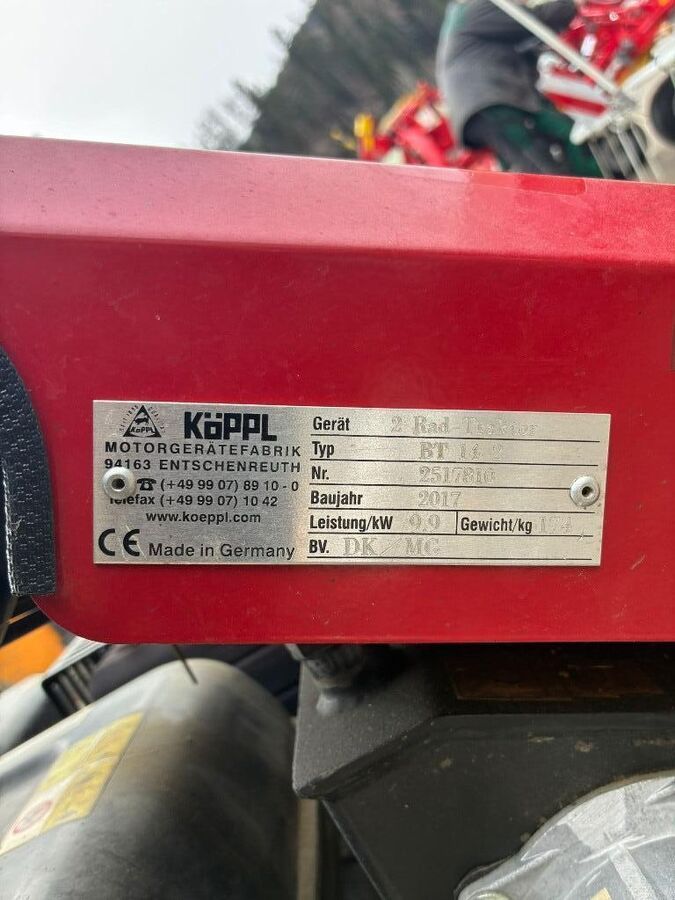 KÖPPL
KÖPPL
MOTORGERÄTEFABRIK
94163 ENTSCHENREUTH
☎ (+49 99 07) 89 10 - 0
Telefax (+49 99 07) 10 42
www.koeppl.com
CE Made in Germany
Gerät 2 Rad-Traktor
Typ BT
Nr. 2517810
Baujahr 2017
Leistung/kW 9,9 Gewicht/kg 174
BV. DK/MC